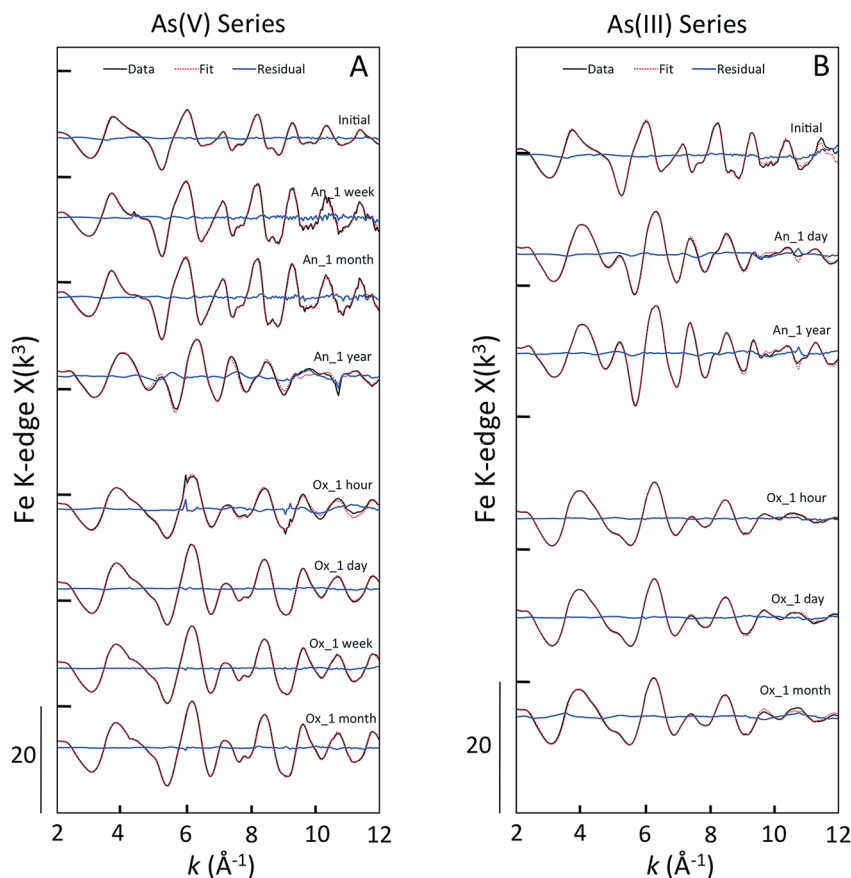 As(V) Series
As(III) Series
Data Fit Residual A
Initial
An_1 week
An_1 month
An_1 year
Ox_1 hour
Ox_1 day
Ox_1 week
Ox_1 month
Fe K-edge X(k³)
20
2 4 6 8 10 12
k (Å⁻¹)
Data Fit Residual B
Initial
An_1 day
An_1 year
Ox_1 hour
Ox_1 day
Ox_1 month
Fe K-edge X(k³)
20
2 4 6 8 10 12
k (Å⁻¹)